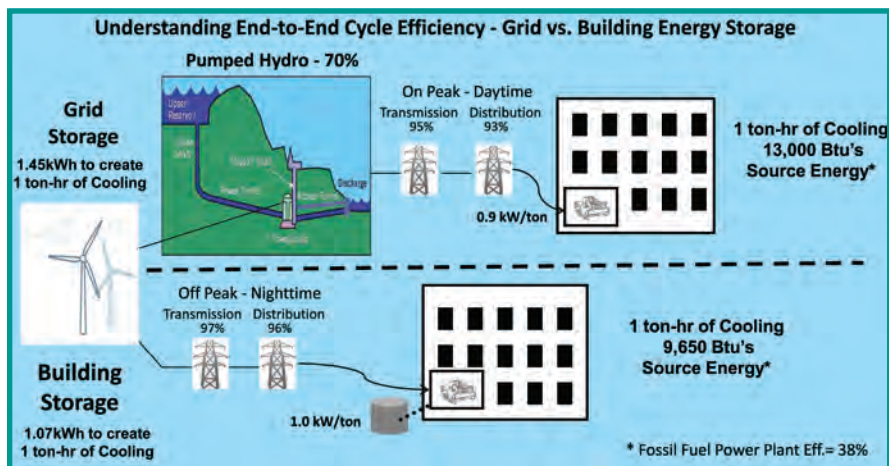 Understanding End-to-End Cycle Efficiency - Grid vs. Building Energy Storage
Pumped Hydro - 70%
Grid
Storage
1.45kWh to create
1 ton-hr of Cooling
Upper
Reservoir
Discharge
On Peak - Daytime
Transmission
95%
Distribution
93%
0.9 kW/ton
1 ton-hr of Cooling
13,000 Btu's
Source Energy*
Off Peak - Nighttime
Transmission
97%
Distribution
96%
Building
Storage
1.07kWh to create
1 ton-hr of Cooling
1.0 kW/ton
1 ton-hr of Cooling
9,650 Btu's
Source Energy*
* Fossil Fuel Power Plant Eff.= 38%